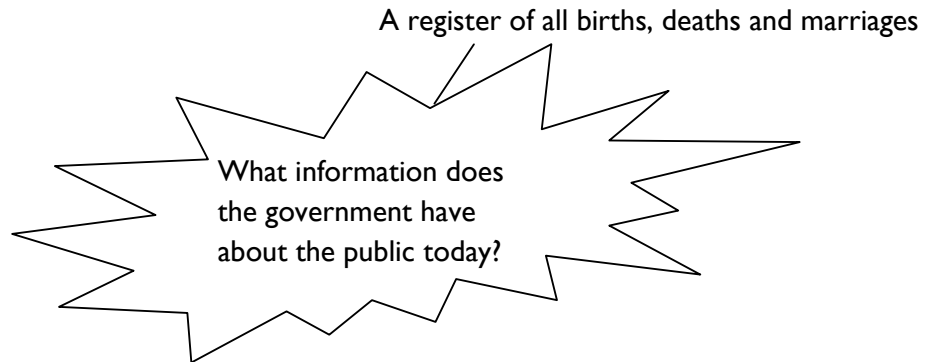 A register of all births, deaths and marriages
What information does
the government have
about the public today?